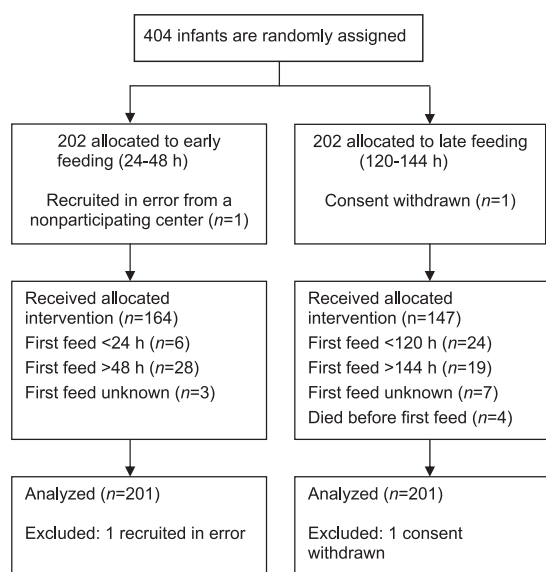 404 infants are randomly assigned
202 allocated to early
feeding (24-48 h)
Recruited in error from a
nonparticipating center (n=1)
202 allocated to late feeding
(120-144 h)
Consent withdrawn (n=1)
Received allocated
intervention (n=164)
First feed <24 h (n=6)
First feed >48 h (n=28)
First feed unknown (n=3)
Received allocated
intervention (n=147)
First feed <120 h (n=24)
First feed >144 h (n=19)
First feed unknown (n=7)
Died before first feed (n=4)
Analyzed (n=201)
Excluded: 1 recruited in error
Analyzed (n=201)
Excluded: 1 consent
withdrawn